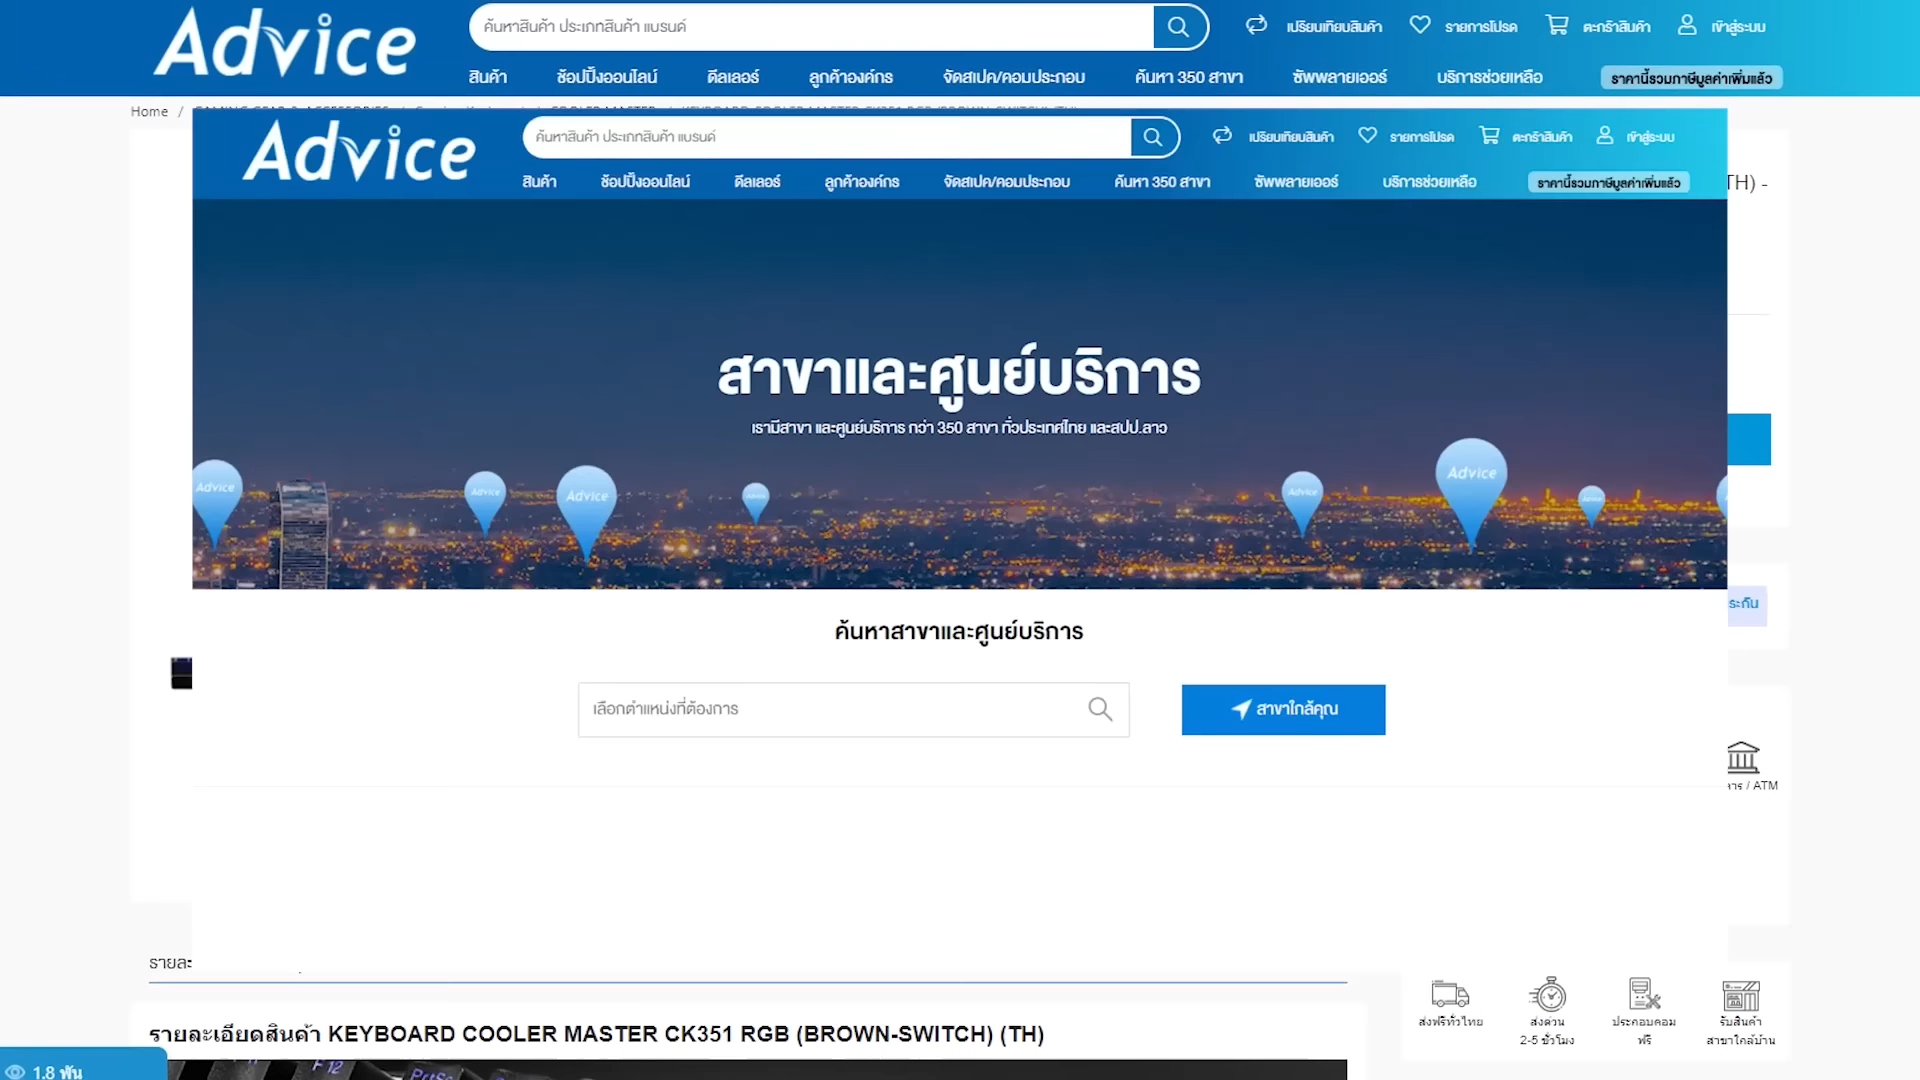 Advice
ค้นหาสินค้า ประเภทสินค้า แบรนด์
เปรียบเทียบสินค้า
รายการโปรด
ตะกร้าสินค้า
เข้าสู่ระบบ
สินค้า
ช้อปปิ้งออนไลน์
ดีลเลอร์
ลูกค้าองค์กร
จัดสเปค/คอมประกอบ
ค้นหา 350 สาขา
ซัพพลายเออร์
บริการช่วยเหลือ
ราคานี้รวมภาษีมูลค่าเพิ่มแล้ว
Home /
Advice
ค้นหาสินค้า ประเภทสินค้า แบรนด์
เปรียบเทียบสินค้า
รายการโปรด
ตะกร้าสินค้า
เข้าสู่ระบบ
สินค้า
ช้อปปิ้งออนไลน์
ดีลเลอร์
ลูกค้าองค์กร
จัดสเปค/คอมประกอบ
ค้นหา 350 สาขา
ซัพพลายเออร์
บริการช่วยเหลือ
ราคานี้รวมภาษีมูลค่าเพิ่มแล้ว
TH) -
สาขาและศูนย์บริการ
เรามีสาขา และศูนย์บริการ กว่า 350 สาขา ทั่วประเทศไทย และสปป.ลาว
Advice
Advice
Advice
Advice
Advice
ค้นหาสาขาและศูนย์บริการ
เลือกตำแหน่งที่ต้องการ
สาขาใกล้คุณ
ระกัน
/ ATM
รายละ
ส่งฟรีทั่วไทย
ส่งด่วน
2-5 ชั่วโมง
ประกอบคอม
ฟรี
รับสินค้า
สาขาใกล้บ้าน
รายละเอียดสินค้า KEYBOARD COOLER MASTER CK351 RGB (BROWN-SWITCH) (TH)
F12
1.8 พัน